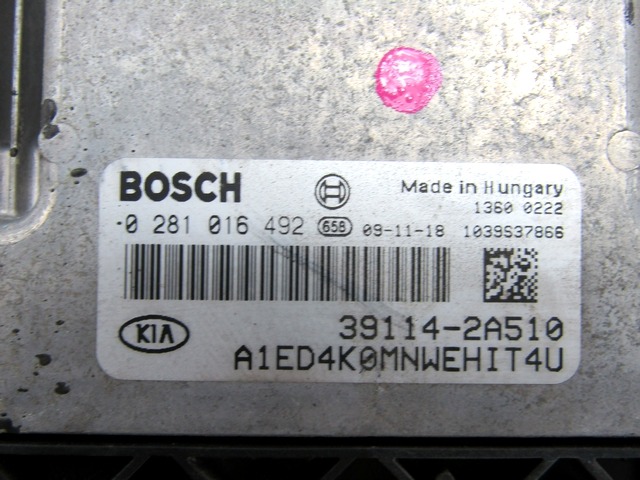 BOSCH
Made in Hungary
1360 0222
0 281 016 492 658 09-11-18 1039S37866
KIA
39114-2A510
A1ED4K0MNWEHIT4U